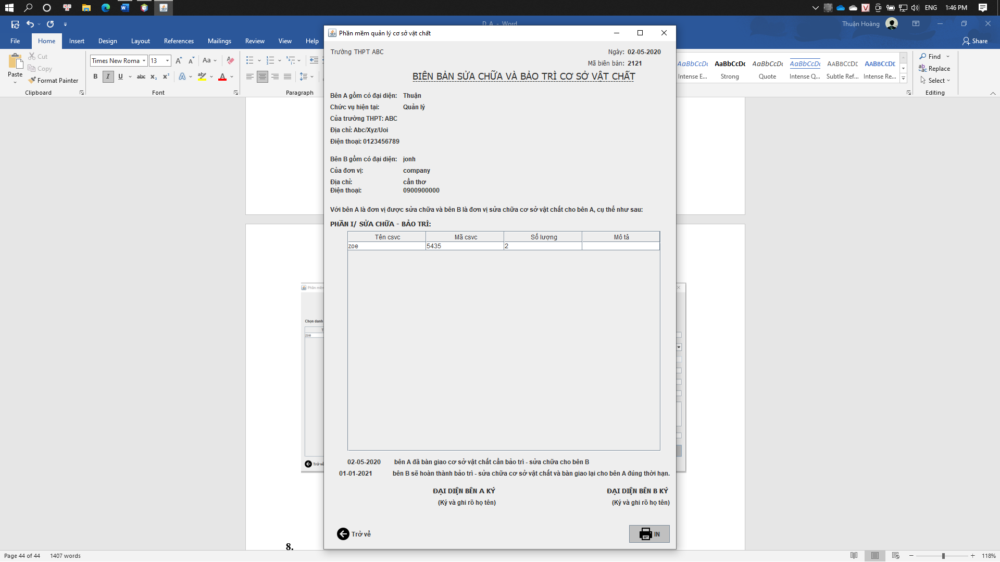 ENG 1:46 PM
D_A - Word
Thuận Hoàng
File Home Insert Design Layout References Mailings Review View Help Share
Paste Cut Copy Format Painter Clipboard
Times New Roma 13 Font
Paragraph
AaBbCcDc AaBbCcDc AaBbCcDc AaBbCcDc AABBCCDE AABBCCDE
Intense E... Strong Quote Intense Q... Subtle Ref... Intense Re...
Find Replace Select Editing
Phần mềm quản lý cơ sở vật chất
Trường THPT ABC Ngày: 02-05-2020
Mã biên bản: 2121
BIÊN BẢN SỬA CHỮA VÀ BẢO TRÌ CƠ SỞ VẬT CHẤT
Bên A gồm có đại diện: Thuận
Chức vụ hiện tại: Quản lý
Của trường THPT: ABC
Địa chỉ: Abc/Xyz/Uoi
Điện thoại: 0123456789
Bên B gồm có đại diện: jonh
Của đơn vị: company
Địa chỉ: cần thơ
Điện thoại: 0900900000
Với bên A là đơn vị được sửa chữa và bên B là đơn vị sửa chữa cơ sở vật chất cho bên A, cụ thể như sau:
PHẦN I/ SỬA CHỮA - BẢO TRÌ:
Tên csvc Mã csvc Số lượng Mô tả
zoe 5435 2
02-05-2020 bên A đã bàn giao cơ sở vật chất cần bảo trì - sửa chữa cho bên B
01-01-2021 bên B sẽ hoàn thành bảo trì - sửa chữa cơ sở vật chất và bàn giao lại cho bên A đúng thời hạn.
ĐẠI DIỆN BÊN A KÝ ĐẠI DIỆN BÊN B KÝ
(Ký và ghi rõ họ tên) (Ký và ghi rõ họ tên)
Trở về IN
Phần mềm
Chọn danh
T
zoe
Trở về
8.
Page 44 of 44 1407 words 118%